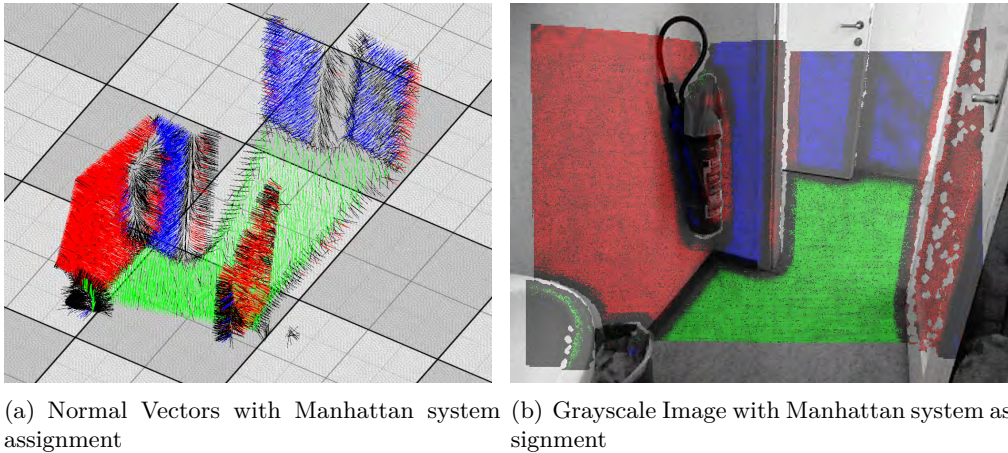 (a) Normal Vectors with Manhattan system
assignment
(b) Grayscale Image with Manhattan system as
signment